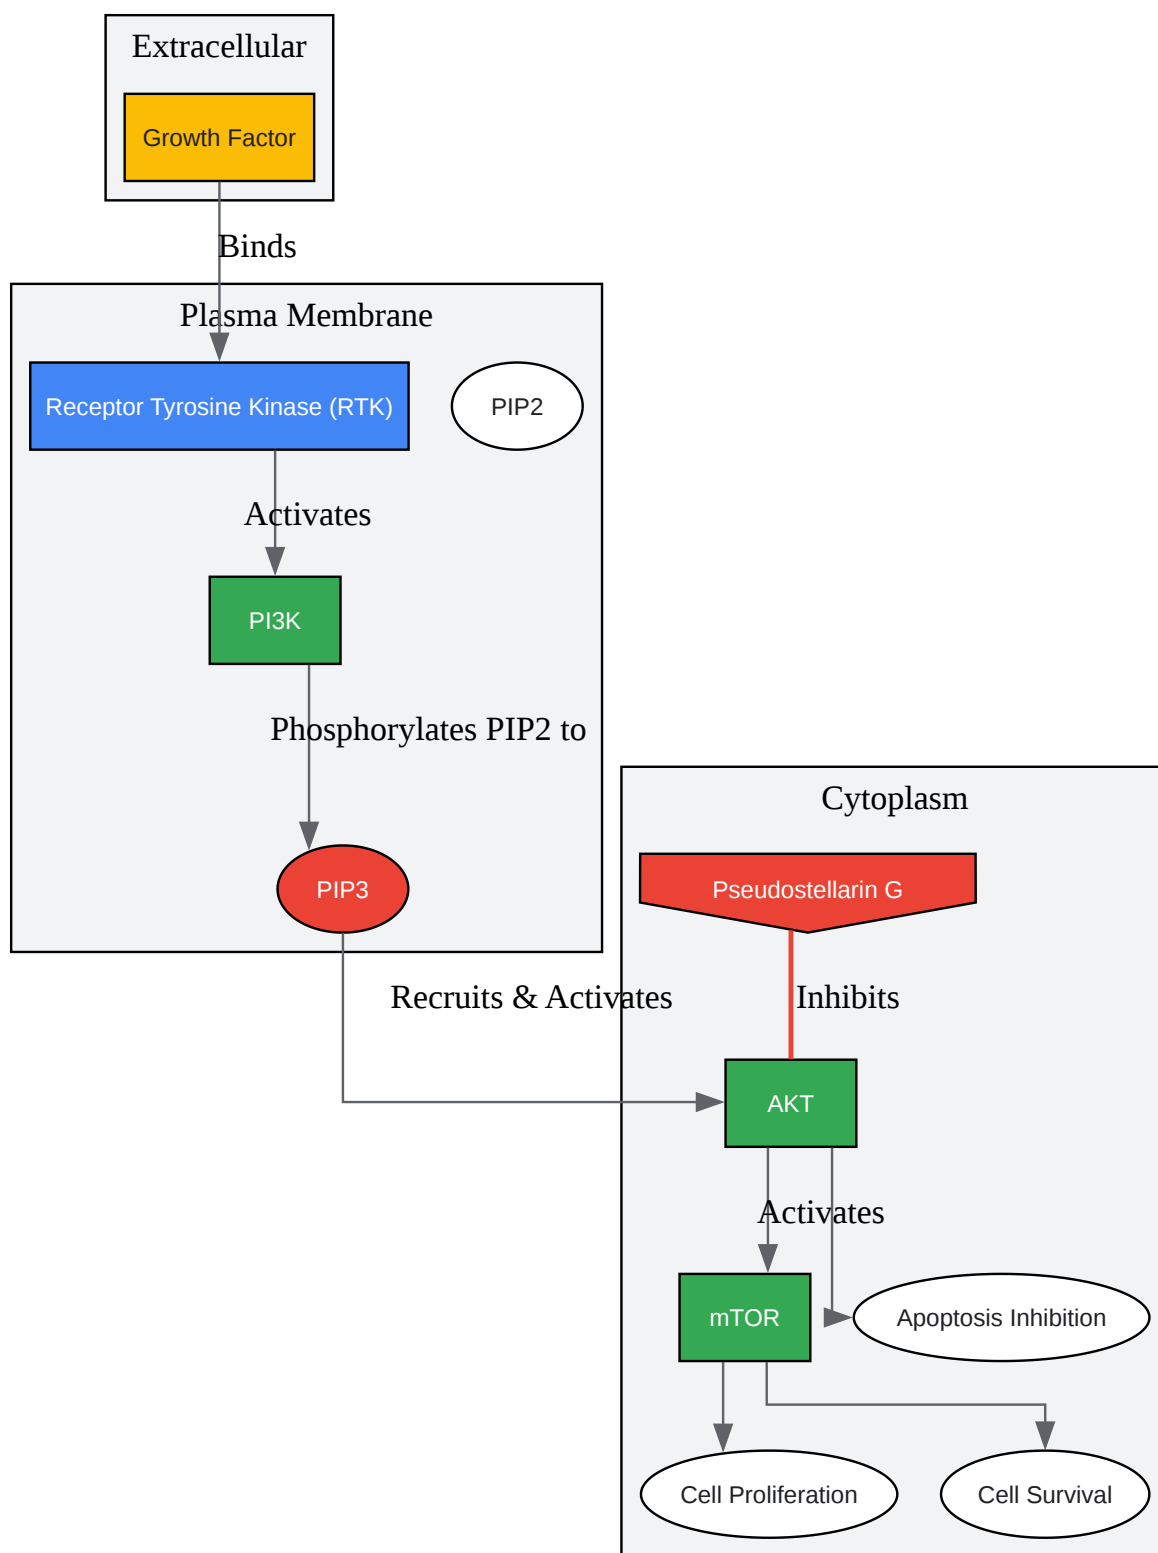 Extracellular
Growth Factor
Binds
Plasma Membrane
Receptor Tyrosine Kinase (RTK)
PIP2
Activates
PI3K
Phosphorylates PIP2 to
Cytoplasm
PIP3
Pseudostellarin G
Recruits & Activates
Inhibits
AKT
Activates
mTOR
Apoptosis Inhibition
Cell Proliferation
Cell Survival